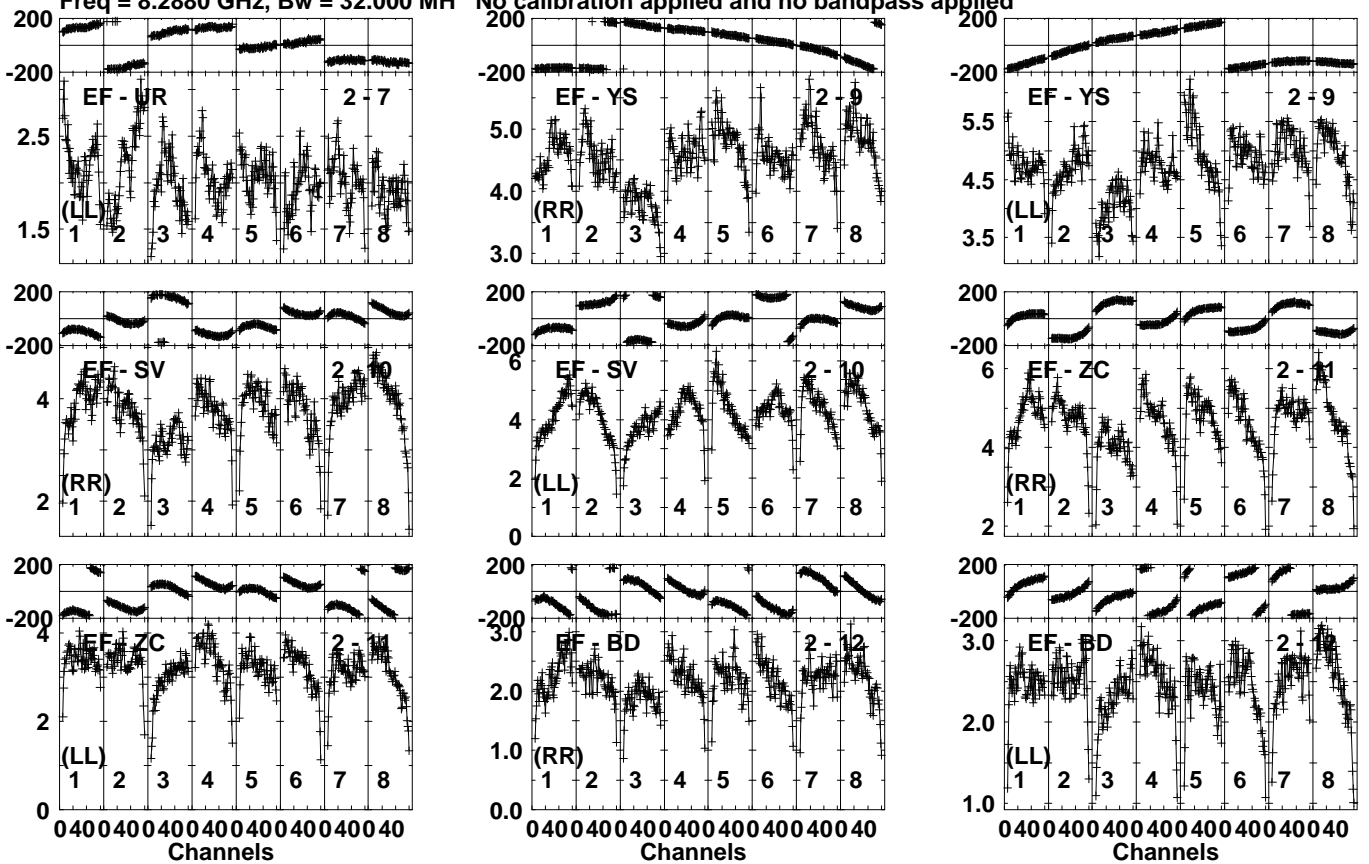 Freq = 8.2880 GHz, Bw = 32.000 MH No calibration applied and no bandpass applied
200
-200
EF - UR 2 - 7
2.5
1.5
(LL)
1 2 3 4 5 6 7 8
200
-200
EF - YS 2 - 9
5.0
4.0
3.0
(RR)
1 2 3 4 5 6 7 8
200
-200
EF - YS 2 - 9
5.5
4.5
3.5
(LL)
1 2 3 4 5 6 7 8
200
-200
EF - SV 2 - 10
4
2
(RR)
1 2 3 4 5 6 7 8
200
-200
EF - SV 2 - 10
6
4
2
0
(LL)
1 2 3 4 5 6 7 8
200
-200
EF - ZC 2 - 11
6
4
2
(RR)
1 2 3 4 5 6 7 8
200
-200
EF - ZC 2 - 11
4
2
0
(LL)
1 2 3 4 5 6 7 8
0 40 0 40 0 40 0 40 0 40 0 40 0 40 0 40
Channels
200
-200
EF - BD 2 - 12
3.0
2.0
1.0
0.0
(RR)
1 2 3 4 5 6 7 8
0 40 0 40 0 40 0 40 0 40 0 40 0 40 0 40
Channels
200
-200
EF - BD 2 - 12
3.0
2.0
1.0
(LL)
1 2 3 4 5 6 7 8
0 40 0 40 0 40 0 40 0 40 0 40 0 40 0 40
Channels